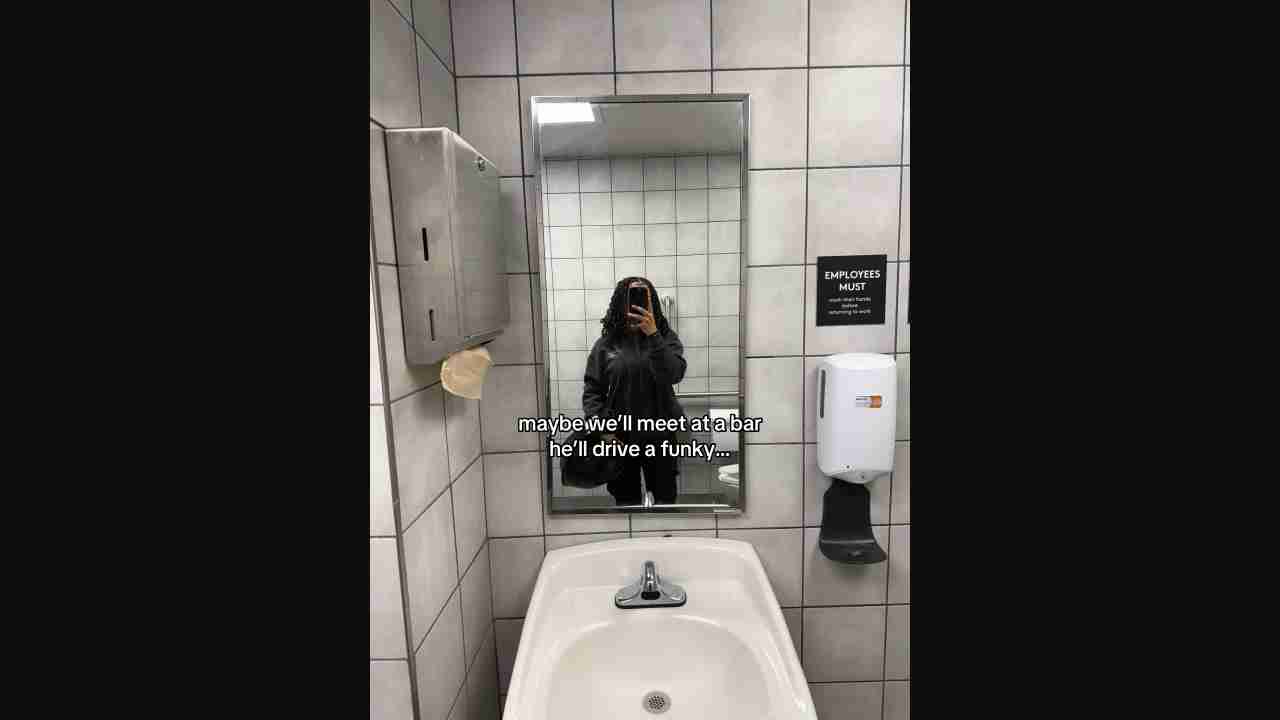 EMPLOYEES
MUST
wash their hands
before
returning to work
maybe we’ll meet at a bar
he’ll drive a funky...